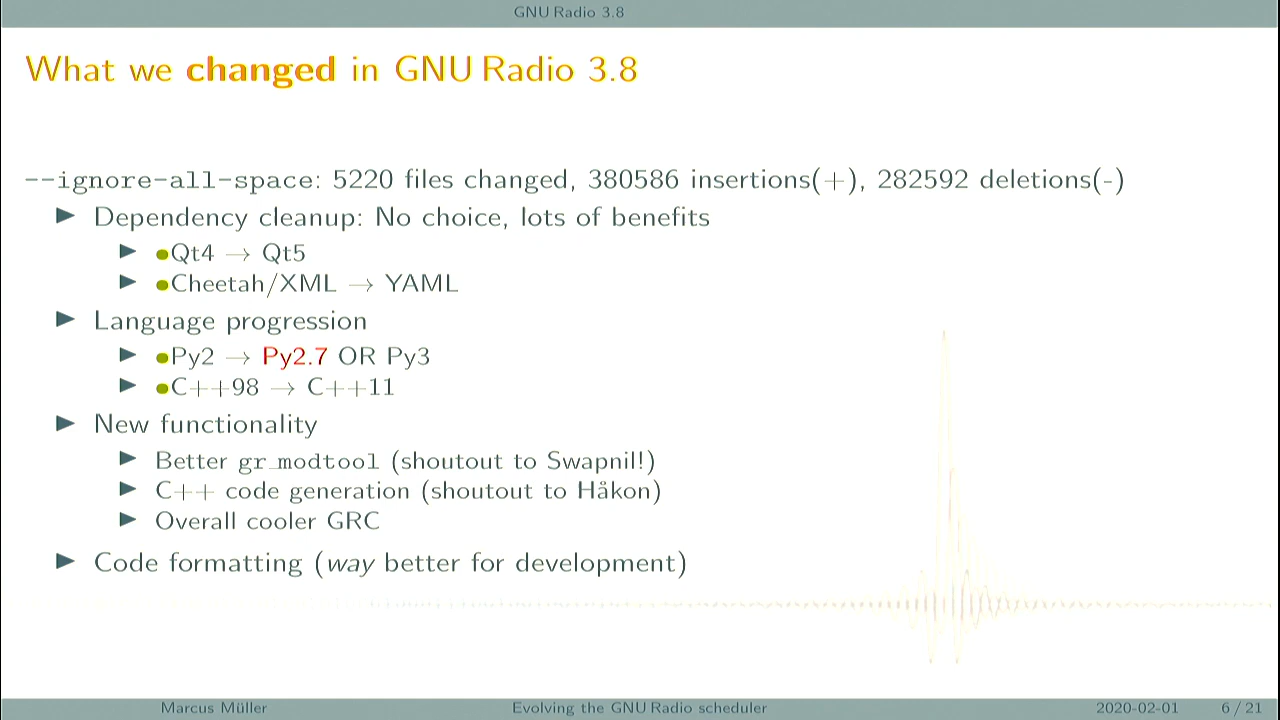 GNU Radio 3.8
What we changed in GNU Radio 3.8
--ignore-all-space: 5220 files changed, 380586 insertions(+), 282592 deletions(-)
▶ Dependency cleanup: No choice, lots of benefits
▶ ●Qt4 → Qt5
▶ ●Cheetah/XML → YAML
▶ Language progression
▶ ●Py2 → Py2.7 OR Py3
▶ ●C++98 → C++11
▶ New functionality
▶ Better gr_modtool (shoutout to Swapnil!)
▶ C++ code generation (shoutout to Håkon)
▶ Overall cooler GRC
▶ Code formatting (way better for development)
Marcus Müller Evolving the GNU Radio scheduler 2020-02-01 6 / 21